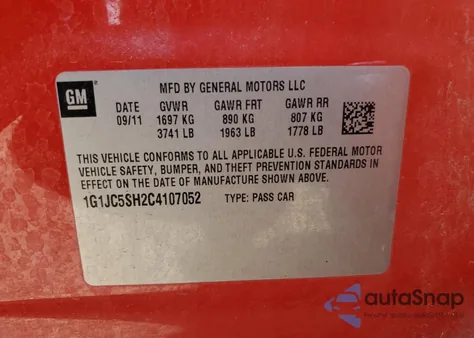 GM
MFD BY GENERAL MOTORS LLC
DATE GVWR GAWR FRT GAWR RR
09/11 1697 KG 890 KG 807 KG
3741 LB 1963 LB 1778 LB
THIS VEHICLE CONFORMS TO ALL APPLICABLE U.S. FEDERAL MOTOR
VEHICLE SAFETY, BUMPER, AND THEFT PREVENTION STANDARDS IN
EFFECT ON THE DATE OF MANUFACTURE SHOWN ABOVE.
1G1JC5SH2C4107052 TYPE: PASS CAR
autoSnap